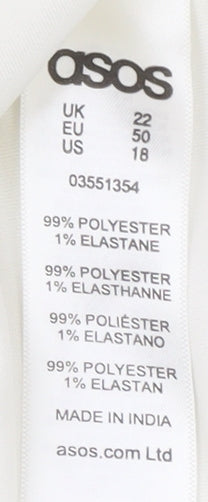 asos
UK 22
EU 50
US 18
03551354
99% POLYESTER
1% ELASTANE
99% POLYESTER
1% ELASTHANNE
99% POLIÉSTER
1% ELASTANO
99% POLYESTER
1% ELASTAN
MADE IN INDIA
asos.com Ltd